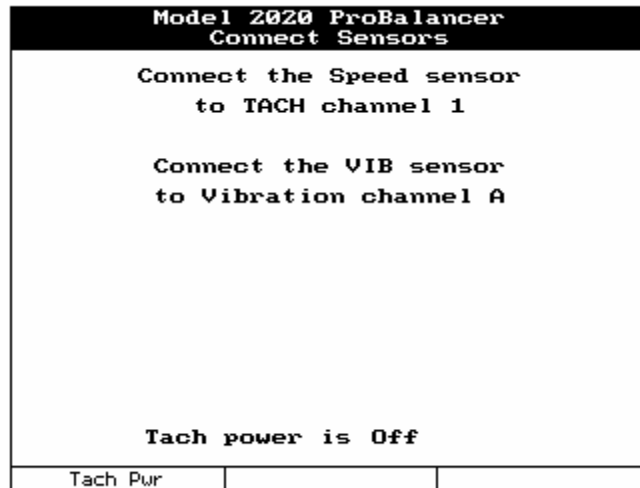 Model 2020 ProBalancer
Connect Sensors
Connect the Speed sensor
to TACH channel 1
Connect the VIB sensor
to Vibration channel A
Tach power is Off
Tach Pwr